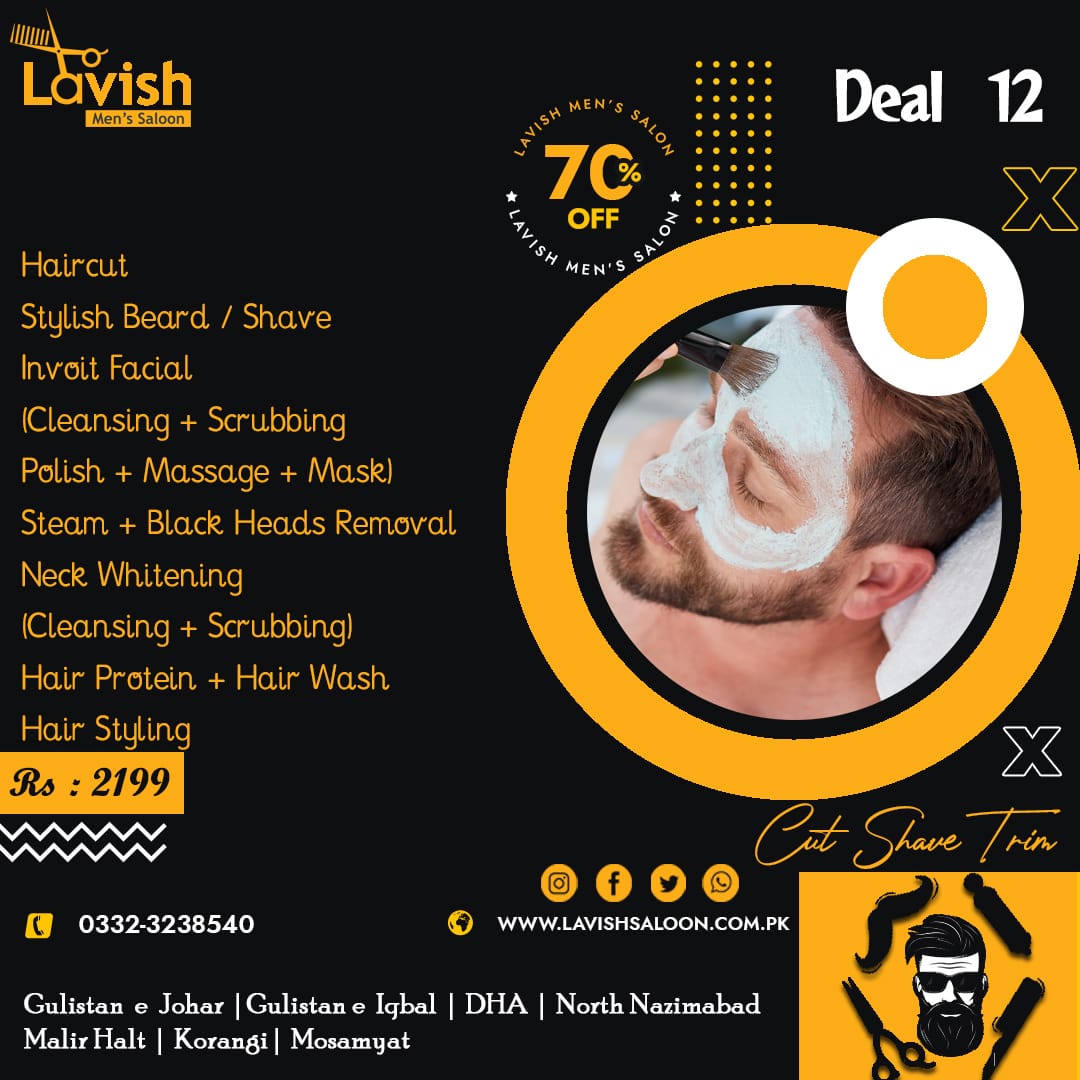 Lavish
Men's Saloon
Deal 12
LAVISH MEN'S SALON
70%
OFF
LAVISH MEN'S SALON
Haircut
Stylish Beard / Shave
Invoit Facial
(Cleansing + Scrubbing
Polish + Massage + Mask)
Steam + Black Heads Removal
Neck Whitening
(Cleansing + Scrubbing)
Hair Protein + Hair Wash
Hair Styling
Rs : 2199
Cut Shave Trim
0332-3238540
WWW.LAVISHSALOON.COM.PK
Gulistan e Johar | Gulistan e Iqbal | DHA | North Nazimabad
Malir Halt | Korangi | Mosamyat